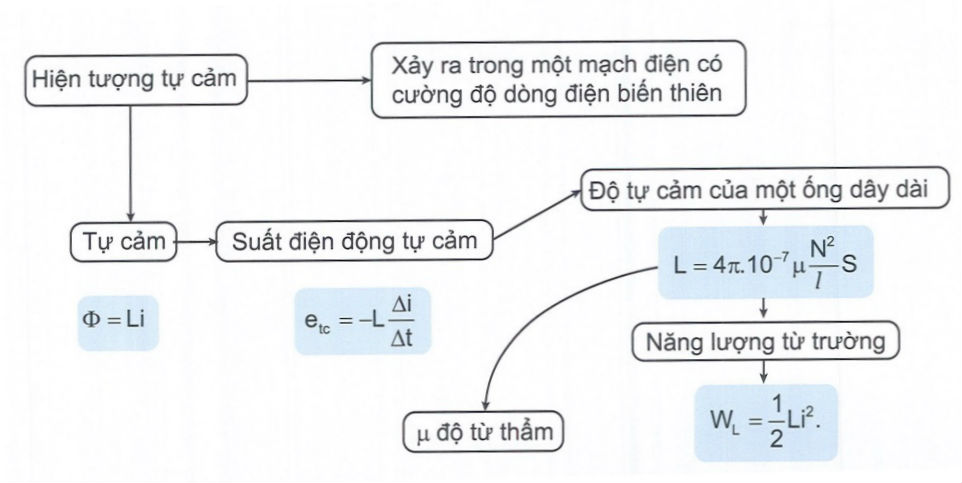 Hiện tượng tự cảm
Xảy ra trong một mạch điện có
cường độ dòng điện biến thiên
Độ tự cảm của một ống dây dài
Tự cảm
Suất điện động tự cảm
L = 4π.10⁻⁷ μ N²/l S
Φ = Li
e_tc = –L Δi/Δt
Năng lượng từ trường
μ độ từ thẩm
W_L = 1/2 Li².